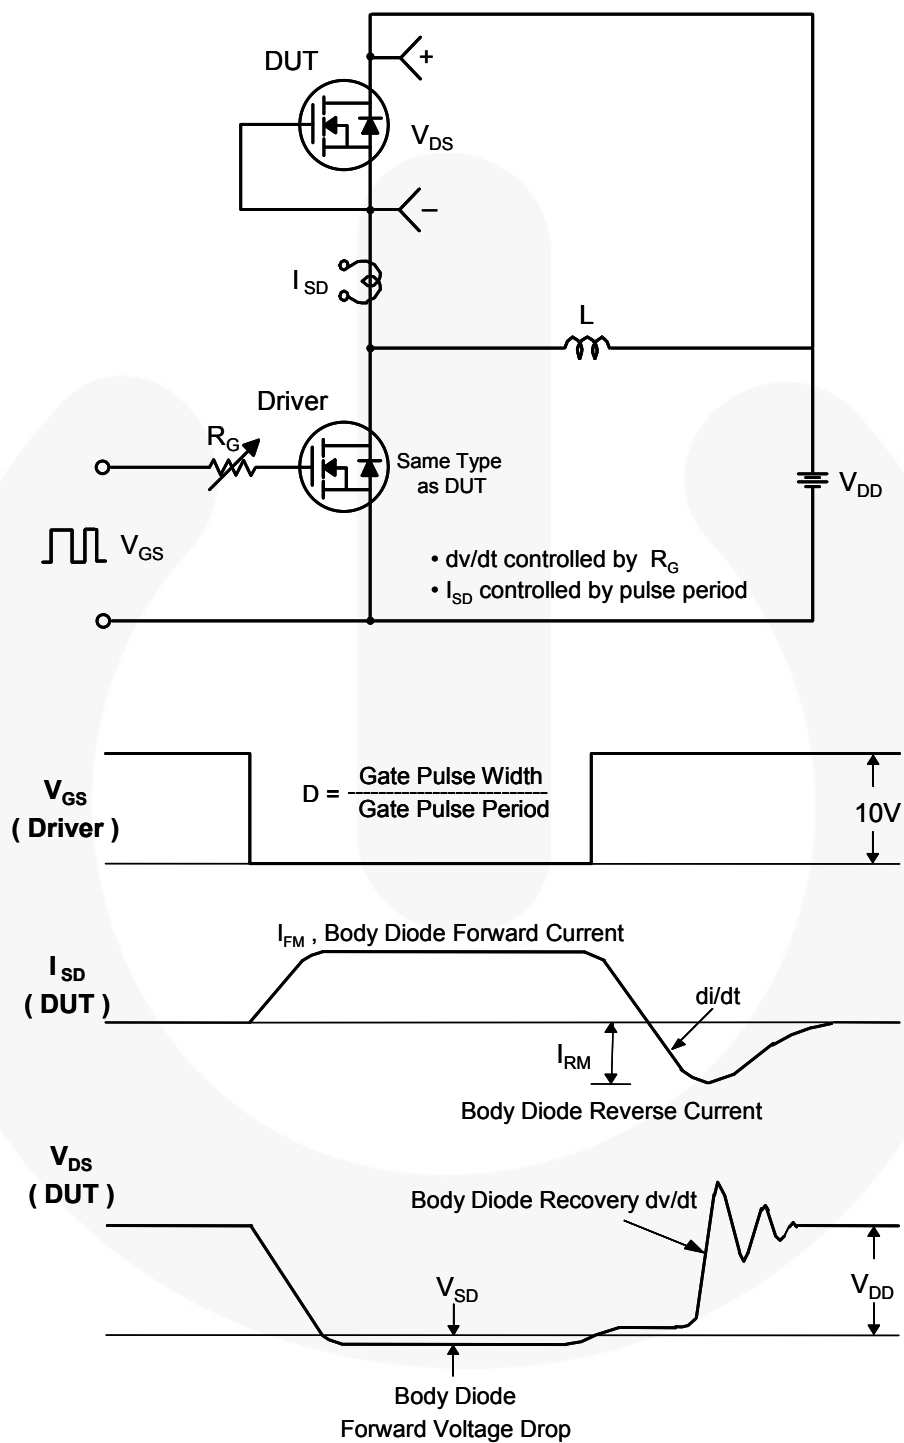 DUT
+
V_DS
–
I_SD
L
Driver
R_G
Same Type
as DUT
V_DD
V_GS
• dv/dt controlled by R_G
• I_SD controlled by pulse period
V_GS
( Driver )
D = Gate Pulse Width
--------------------------
Gate Pulse Period
10V
I_FM , Body Diode Forward Current
I_SD
( DUT )
di/dt
I_RM
Body Diode Reverse Current
V_DS
( DUT )
Body Diode Recovery dv/dt
V_SD
V_DD
Body Diode
Forward Voltage Drop